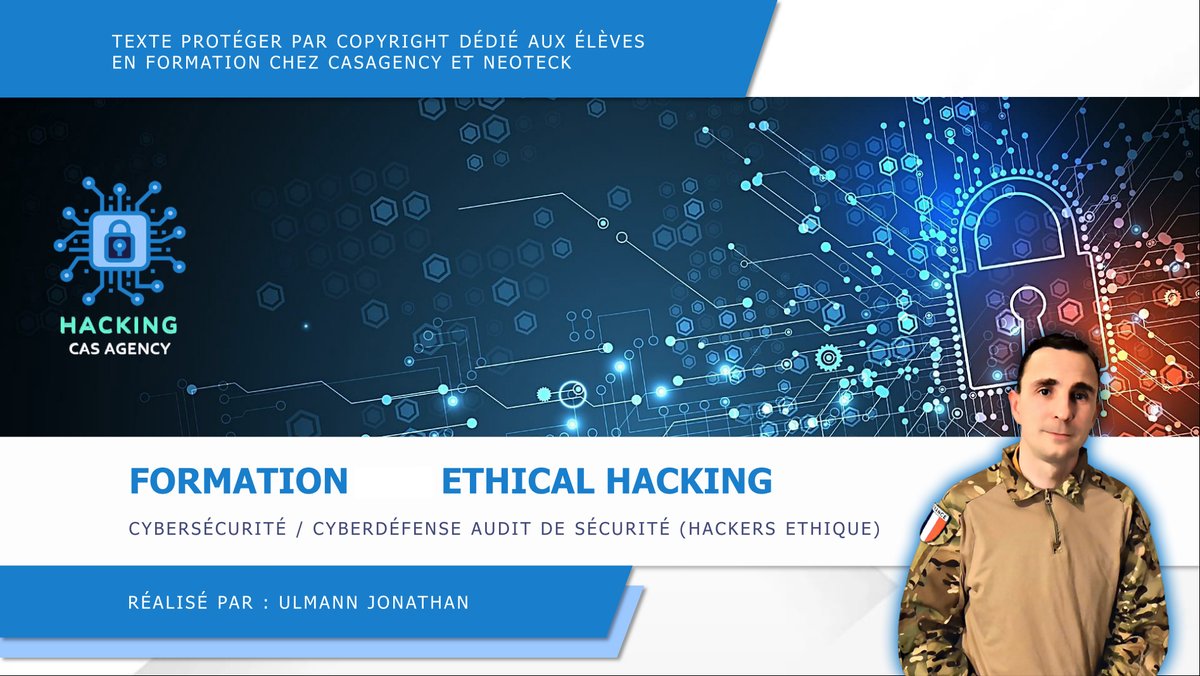 TEXTE PROTÉGER PAR COPYRIGHT DÉDIÉ AUX ÉLÈVES
EN FORMATION CHEZ CASAGENCY ET NEOTECK
HACKING
CAS AGENCY
FORMATION ETHICAL HACKING
CYBERSÉCURITÉ / CYBERDÉFENSE AUDIT DE SÉCURITÉ (HACKERS ETHIQUE)
RÉALISÉ PAR : ULMANN JONATHAN